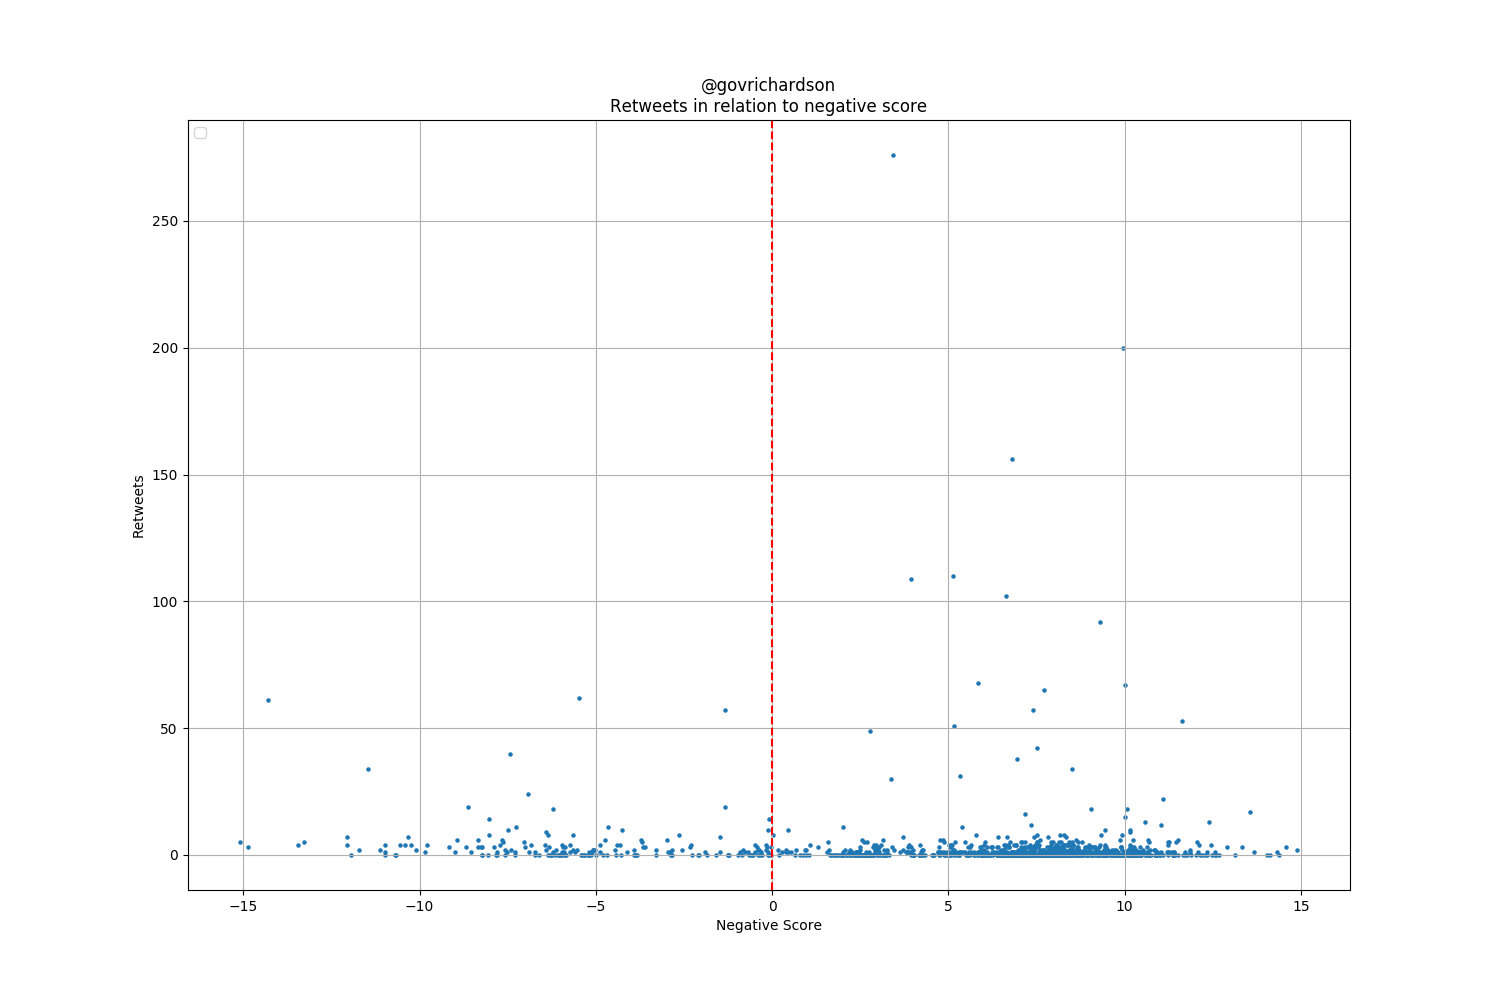 @govrichardson
Retweets in relation to negative score
250
200
150
100
50
0
Retweets
−15 −10 −5 0 5 10 15
Negative Score